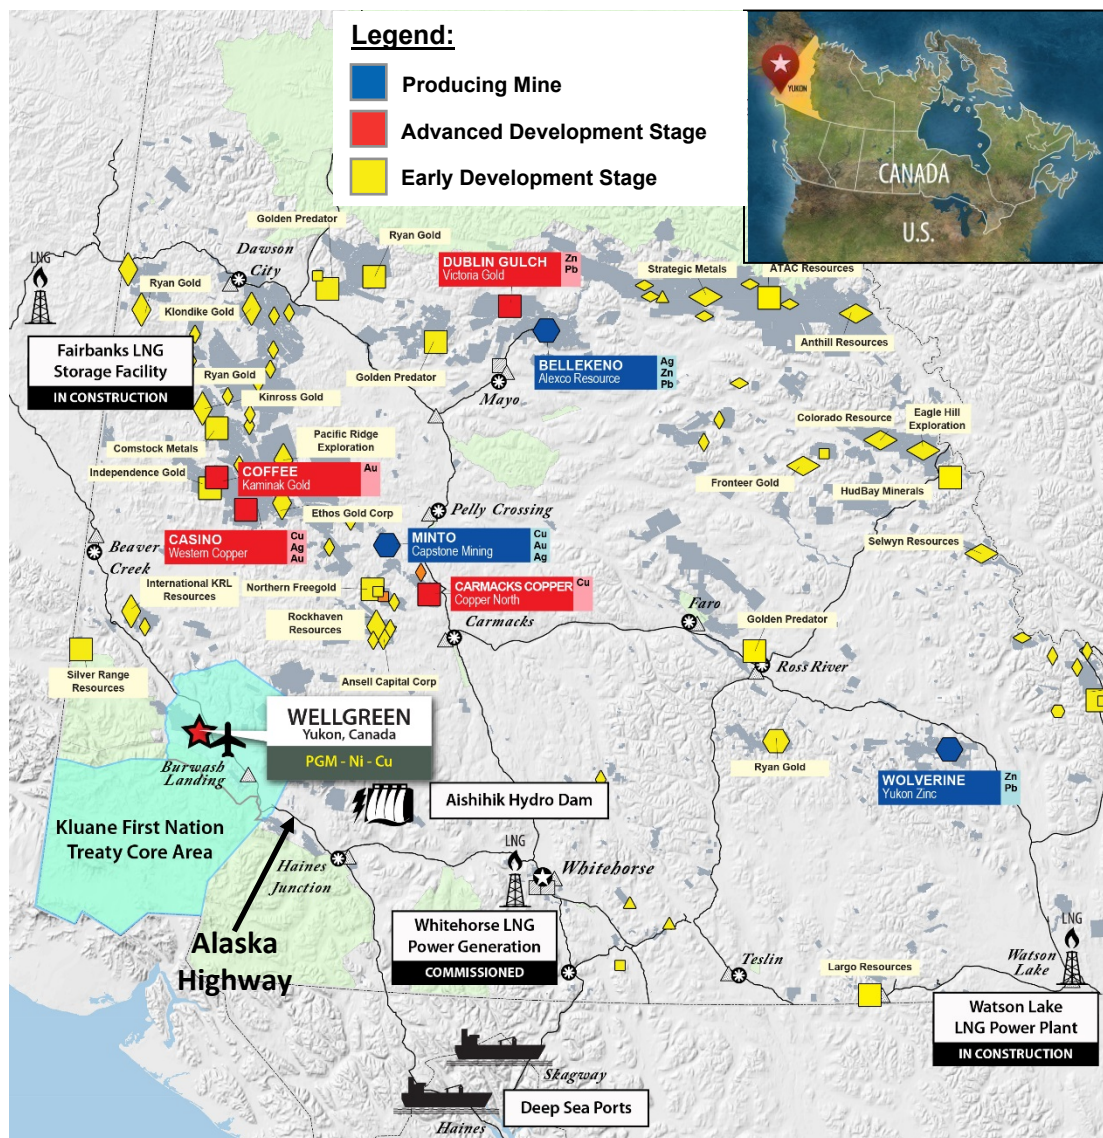 Legend:
Producing Mine
Advanced Development Stage
Early Development Stage
YUKON
CANADA
U.S.
Golden Predator
Ryan Gold
Dawson
City
LNG
Ryan Gold
Klondike Gold
DUBLIN GULCH
Victoria Gold
Zn
Pb
Strategic Metals
ATAC Resources
Anthill Resources
Fairbanks LNG
Storage Facility
IN CONSTRUCTION
Ryan Gold
Golden Predator
BELLEKENO
Alexco Resource
Ag
Zn
Pb
Mayo
Kinross Gold
Comstock Metals
Pacific Ridge
Exploration
Colorado Resource
Eagle Hill
Exploration
Independence Gold
COFFEE
Kaminak Gold
Au
Fronteer Gold
HudBay Minerals
Ethos Gold Corp
Pelly Crossing
CASINO
Western Copper
Cu
Ag
Au
MINTO
Capstone Mining
Cu
Au
Ag
Selwyn Resources
Beaver
Creek
International KRL
Resources
Northern Freegold
CARMACKS COPPER
Copper North
Cu
Rockhaven
Resources
Carmacks
Faro
Golden Predator
Ross River
Silver Range
Resources
Ansell Capital Corp
WELLGREEN
Yukon, Canada
PGM - Ni - Cu
Burwash
Landing
Ryan Gold
WOLVERINE
Yukon Zinc
Zn
Pb
Aishihik Hydro Dam
Kluane First Nation
Treaty Core Area
LNG
Haines
Junction
Whitehorse
Whitehorse LNG
Power Generation
COMMISSIONED
Alaska
Highway
LNG
Teslin
Largo Resources
Watson
Lake
Watson Lake
LNG Power Plant
IN CONSTRUCTION
Skagway
Deep Sea Ports
Haines